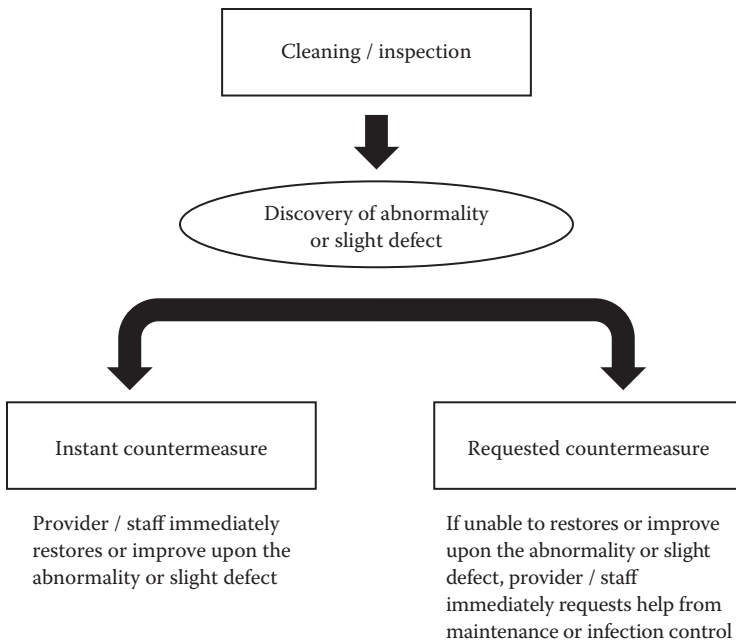 Cleaning / inspection
Discovery of abnormality
or slight defect
Instant countermeasure
Provider / staff immediately
restores or improve upon the
abnormality or slight defect
Requested countermeasure
If unable to restores or improve
upon the abnormality or slight
defect, provider / staff
immediately requests help from
maintenance or infection control